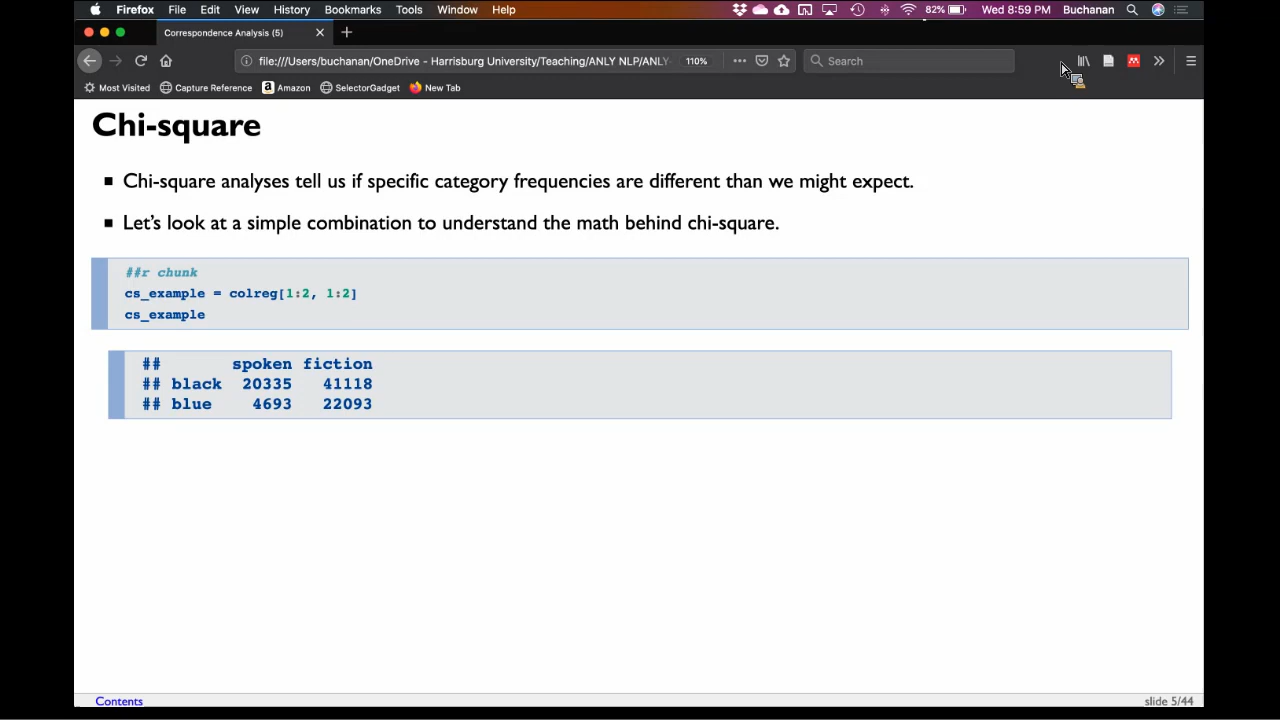 Firefox File Edit View History Bookmarks Tools Window Help 82% Wed 8:59 PM Buchanan
Correspondence Analysis (5)
file:///Users/buchanan/OneDrive - Harrisburg University/Teaching/ANLY NLP/ANLY- 110% Search
Most Visited Capture Reference Amazon SelectorGadget New Tab
Chi-square
Chi-square analyses tell us if specific category frequencies are different than we might expect.
Let's look at a simple combination to understand the math behind chi-square.
##r chunk
cs_example = colreg[1:2, 1:2]
cs_example
## spoken fiction
## black 20335 41118
## blue 4693 22093
Contents slide 5/44